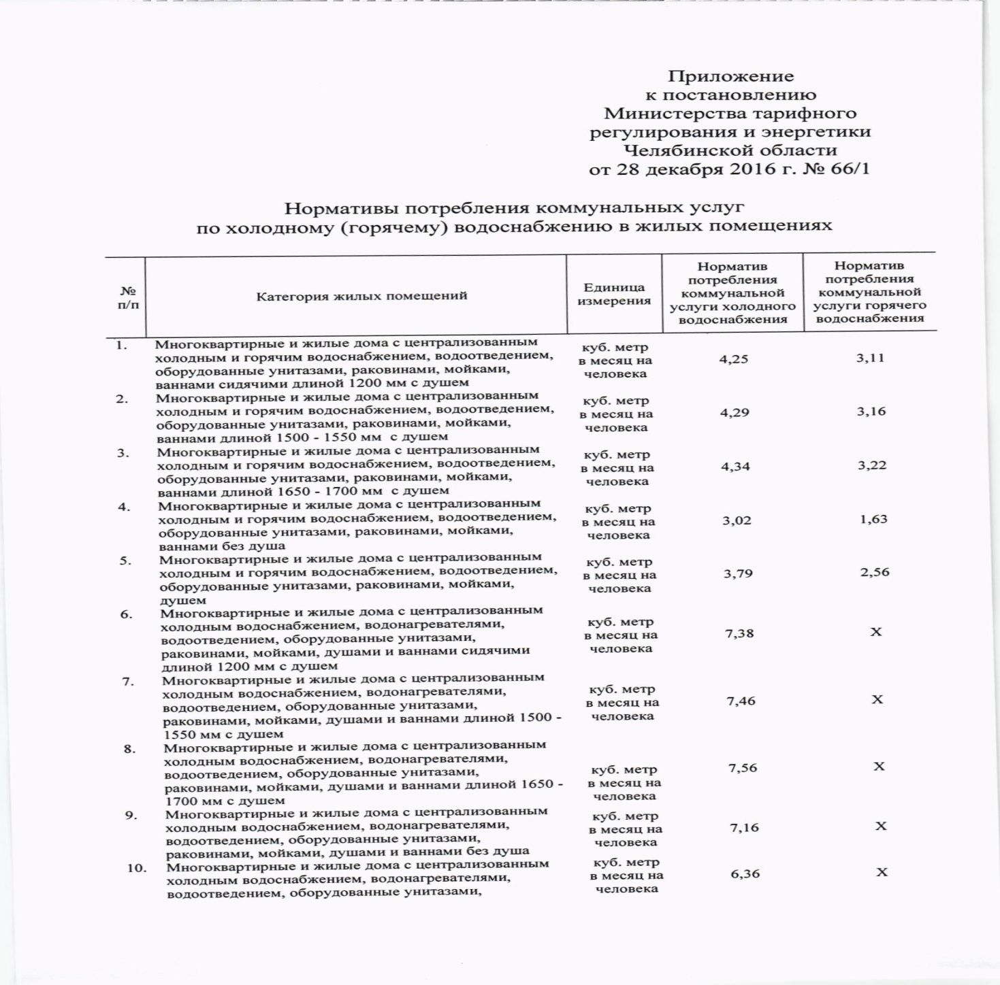 Приложение
к постановлению
Министерства тарифного
регулирования и энергетики
Челябинской области
от 28 декабря 2016 г. № 66/1
Нормативы потребления коммунальных услуг
по холодному (горячему) водоснабжению в жилых помещениях
№
п/п
Категория жилых помещений
Единица
измерения
Норматив
потребления
коммунальной
услуги холодного
водоснабжения
Норматив
потребления
коммунальной
услуги горячего
водоснабжения
1.
Многоквартирные и жилые дома с централизованным
холодным и горячим водоснабжением, водоотведением,
оборудованные унитазами, раковинами, мойками,
ваннами сидячими длиной 1200 мм с душем
куб. метр
в месяц на
человека
4,25
3,11
2.
Многоквартирные и жилые дома с централизованным
холодным и горячим водоснабжением, водоотведением,
оборудованные унитазами, раковинами, мойками,
ваннами длиной 1500 - 1550 мм с душем
куб. метр
в месяц на
человека
4,29
3,16
3.
Многоквартирные и жилые дома с централизованным
холодным и горячим водоснабжением, водоотведением,
оборудованные унитазами, раковинами, мойками,
ваннами длиной 1650 - 1700 мм с душем
куб. метр
в месяц на
человека
4,34
3,22
4.
Многоквартирные и жилые дома с централизованным
холодным и горячим водоснабжением, водоотведением,
оборудованные унитазами, раковинами, мойками,
ваннами без душа
куб. метр
в месяц на
человека
3,02
1,63
5.
Многоквартирные и жилые дома с централизованным
холодным и горячим водоснабжением, водоотведением,
оборудованные унитазами, раковинами, мойками,
душем
куб. метр
в месяц на
человека
3,79
2,56
6.
Многоквартирные и жилые дома с централизованным
холодным водоснабжением, водонагревателями,
водоотведением, оборудованные унитазами,
раковинами, мойками, душами и ваннами сидячими
длиной 1200 мм с душем
куб. метр
в месяц на
человека
7,38
X
7.
Многоквартирные и жилые дома с централизованным
холодным водоснабжением, водонагревателями,
водоотведением, оборудованные унитазами,
раковинами, мойками, душами и ваннами длиной 1500 -
1550 мм с душем
куб. метр
в месяц на
человека
7,46
X
8.
Многоквартирные и жилые дома с централизованным
холодным водоснабжением, водонагревателями,
водоотведением, оборудованные унитазами,
раковинами, мойками, душами и ваннами длиной 1650 -
1700 мм с душем
куб. метр
в месяц на
человека
7,56
X
9.
Многоквартирные и жилые дома с централизованным
холодным водоснабжением, водонагревателями,
водоотведением, оборудованные унитазами,
раковинами, мойками, душами и ваннами без душа
куб. метр
в месяц на
человека
7,16
X
10.
Многоквартирные и жилые дома с централизованным
холодным водоснабжением, водонагревателями,
водоотведением, оборудованные унитазами,
куб. метр
в месяц на
человека
6,36
X